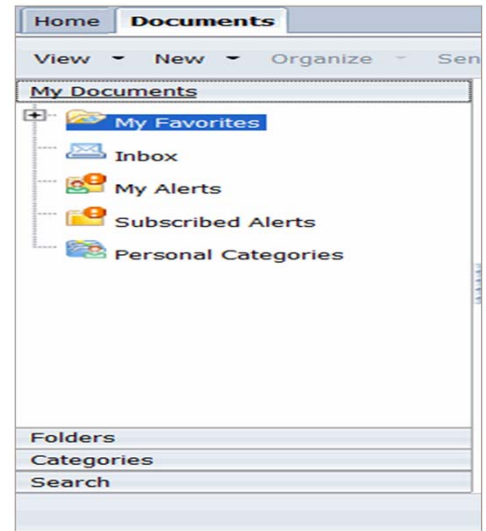 Home Documents
View New Organize Sen
My Documents
My Favorites
Inbox
My Alerts
Subscribed Alerts
Personal Categories
Folders
Categories
Search